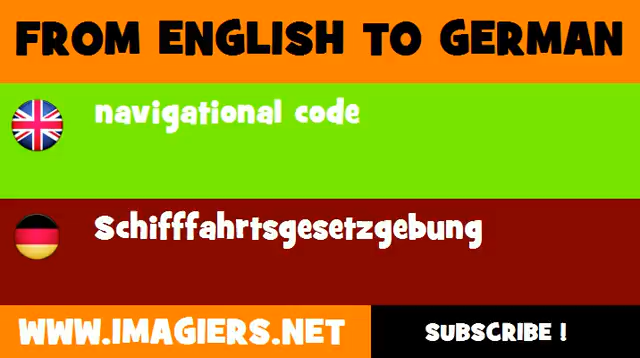 FROM ENGLISH TO GERMAN
navigational code
Schifffahrtsgesetzgebung
WWW.IMAGIERS.NET
SUBSCRIBE !